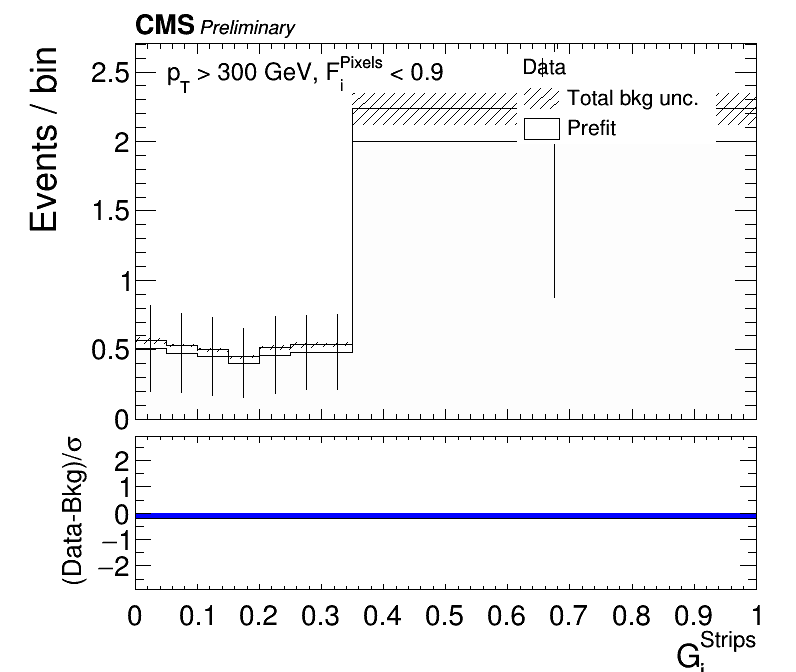 CMS Preliminary
p_T > 300 GeV, F_i^Pixels < 0.9
Data
Total bkg unc.
Prefit
Events / bin
2.5
2
1.5
1
0.5
0
(Data-Bkg)/σ
2
1
0
−1
−2
0 0.1 0.2 0.3 0.4 0.5 0.6 0.7 0.8 0.9 1
G_i^Strips